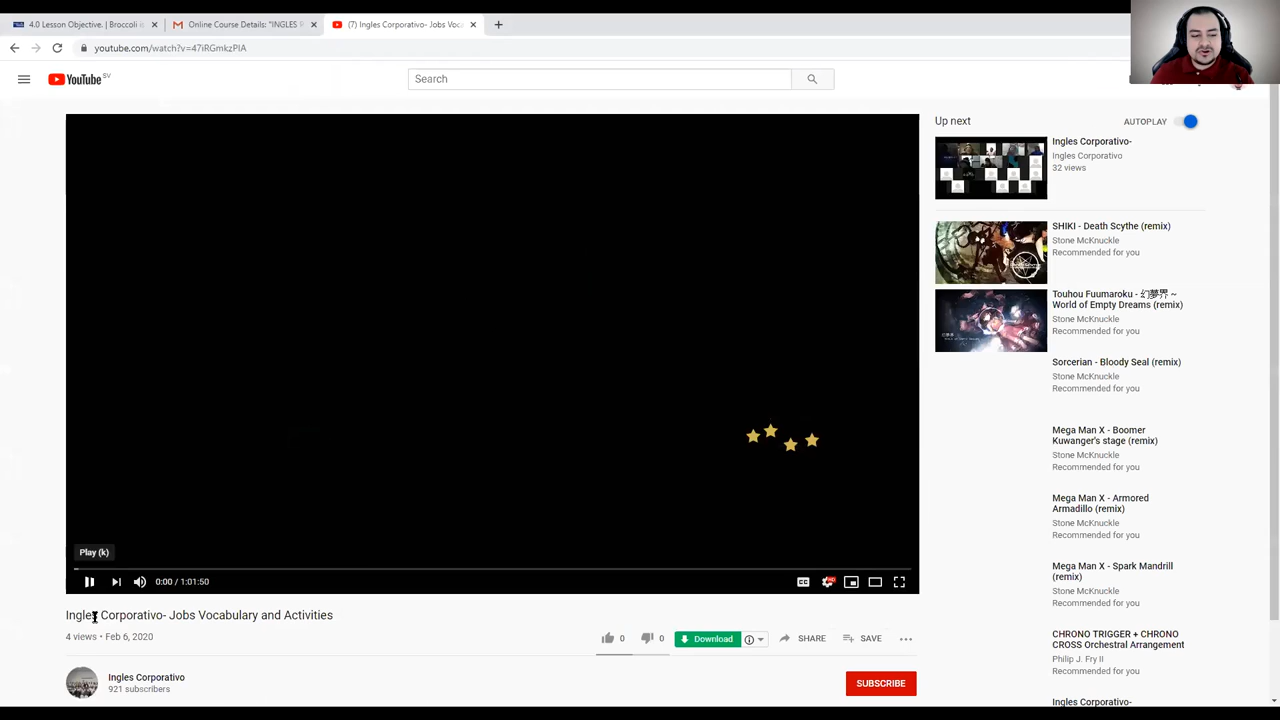 4.0 Lesson Objective. | Broccoli
Online Course Details: "INGLES
(7) Ingles Corporativo- Jobs Voc
youtube.com/watch?v=47iRGmkzPIA
YouTube SV
Search
Up next
AUTOPLAY
Ingles Corporativo-
Ingles Corporativo
32 views
SHIKI - Death Scythe (remix)
Stone McKnuckle
Recommended for you
Touhou Fuumaroku - 幻夢界 ~
World of Empty Dreams (remix)
Stone McKnuckle
Recommended for you
Sorcerian - Bloody Seal (remix)
Stone McKnuckle
Recommended for you
Mega Man X - Boomer
Kuwanger's stage (remix)
Stone McKnuckle
Recommended for you
Mega Man X - Armored
Armadillo (remix)
Stone McKnuckle
Recommended for you
Mega Man X - Spark Mandrill
(remix)
Stone McKnuckle
Recommended for you
CHRONO TRIGGER + CHRONO
CROSS Orchestral Arrangement
Philip J. Fry II
Recommended for you
Ingles Corporativo-
Play (k)
0:00 / 1:01:50
CC
HD
Ingles Corporativo- Jobs Vocabulary and Activities
4 views • Feb 6, 2020
0
0
Download
SHARE
SAVE
Ingles Corporativo
921 subscribers
SUBSCRIBE